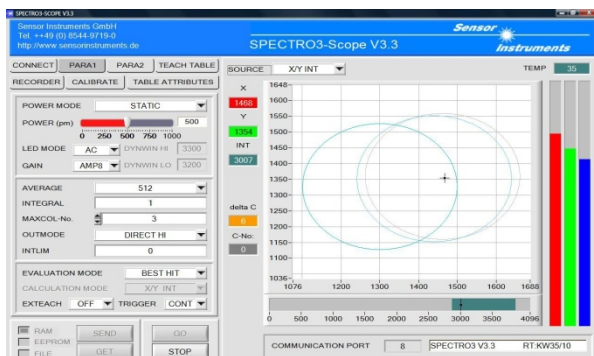 SPECTRO3-SCOPE V3.3
Sensor Instruments GmbH
Tel. ++49 (0) 8544-9719-0
http://www.sensorinstruments.de
SPECTRO3-Scope V3.3
Sensor
Instruments
CONNECT PARA1 PARA2 TEACH TABLE
RECORDER CALIBRATE TABLE ATTRIBUTES
POWER MODE STATIC
POWER (pm) 500
0 250 500 750 1000
LED MODE AC DYNWIN HI 3300
GAIN AMP8 DYNWIN LO 3200
AVERAGE 512
INTEGRAL 1
MAXCOL-No. 3
OUTMODE DIRECT HI
INTLIM 0
EVALUATION MODE BEST HIT
CALCULATION MODE X/Y INT
EXTEACH OFF TRIGGER CONT
RAM
EEPROM
FILE
SEND GO
GET STOP
SOURCE X/Y INT TEMP 35
X
1468
Y
1354
INT
3007
delta C
6
C-No:
0
1648
1600
1550
1500
1450
1400
1350
1300
1250
1200
1150
1100
1036
1076 1200 1300 1400 1500 1600 1688
0 500 1000 1500 2000 2500 3000 3500 4096
COMMUNICATION PORT 8 SPECTRO3 V3.3 RT:KW35/10